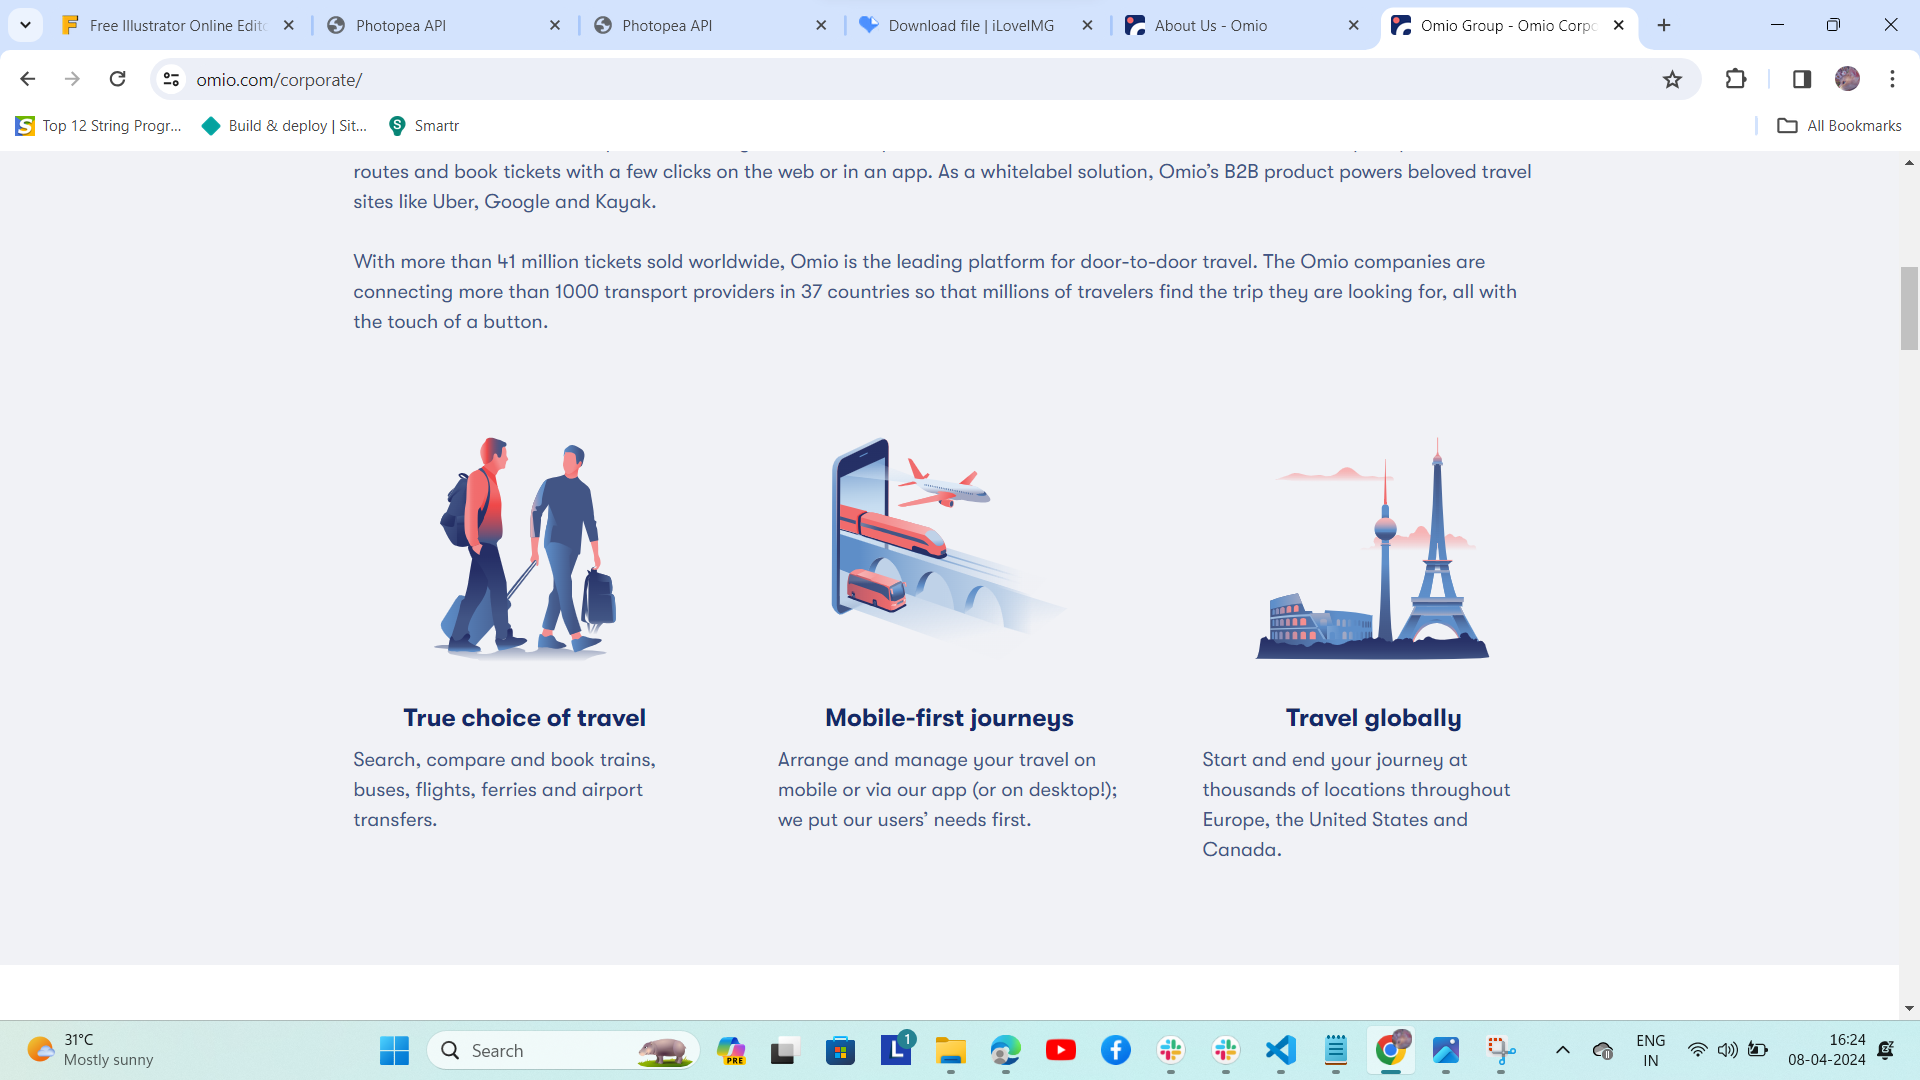 Free Illustrator Online Edito
Photopea API
Photopea API
Download file | iLoveIMG
About Us - Omio
Omio Group - Omio Corpo
omio.com/corporate/
Top 12 String Progr...
Build & deploy | Sit...
Smartr
All Bookmarks
routes and book tickets with a few clicks on the web or in an app. As a whitelabel solution, Omio’s B2B product powers beloved travel
sites like Uber, Google and Kayak.
With more than 41 million tickets sold worldwide, Omio is the leading platform for door-to-door travel. The Omio companies are
connecting more than 1000 transport providers in 37 countries so that millions of travelers find the trip they are looking for, all with
the touch of a button.
True choice of travel
Search, compare and book trains,
buses, flights, ferries and airport
transfers.
Mobile-first journeys
Arrange and manage your travel on
mobile or via our app (or on desktop!);
we put our users’ needs first.
Travel globally
Start and end your journey at
thousands of locations throughout
Europe, the United States and
Canada.
31°C
Mostly sunny
Search
PRE
L
1
ENG
IN
16:24
08-04-2024